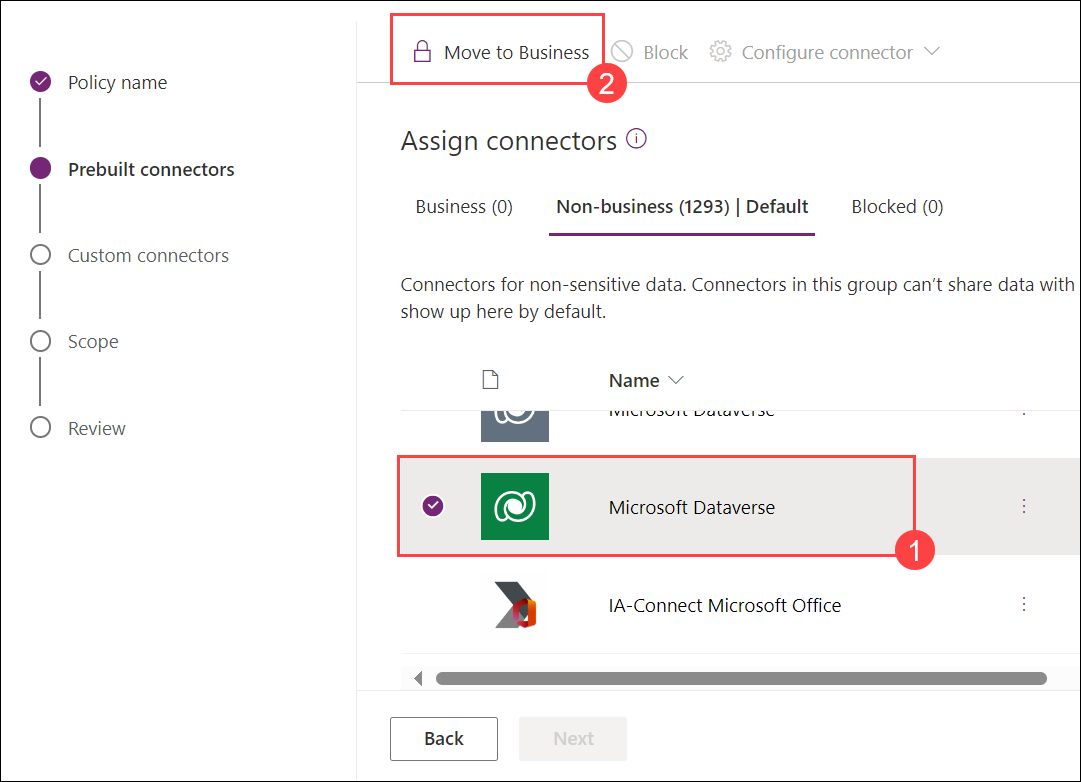 Move to Business
Block
Configure connector
2
Policy name
Prebuilt connectors
Custom connectors
Scope
Review
Assign connectors
Business (0)
Non-business (1293) | Default
Blocked (0)
Connectors for non-sensitive data. Connectors in this group can't share data with
show up here by default.
Name
Microsoft Dataverse
Microsoft Dataverse
1
IA-Connect Microsoft Office
Back
Next